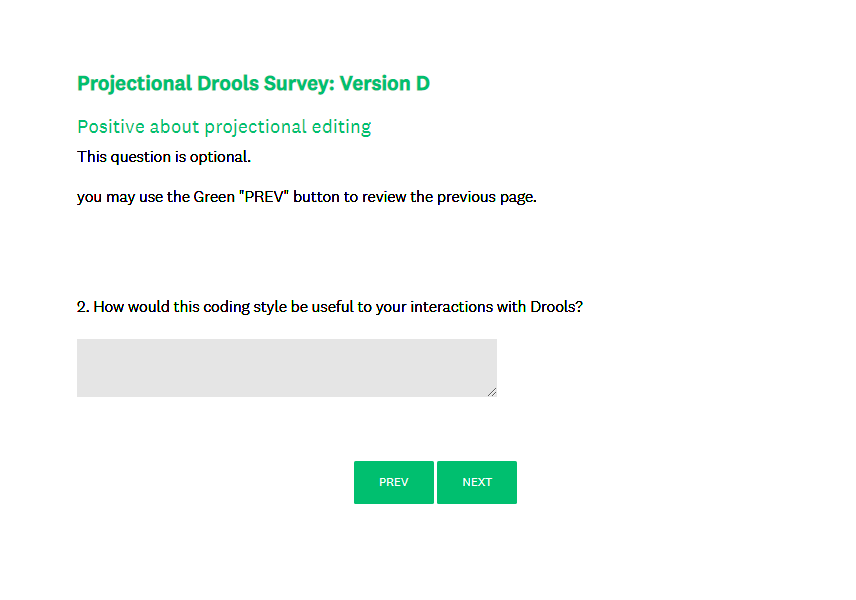 Projectional Drools Survey: Version D
Positive about projectional editing
This question is optional.
you may use the Green "PREV" button to review the previous page.
2. How would this coding style be useful to your interactions with Drools?
PREV NEXT